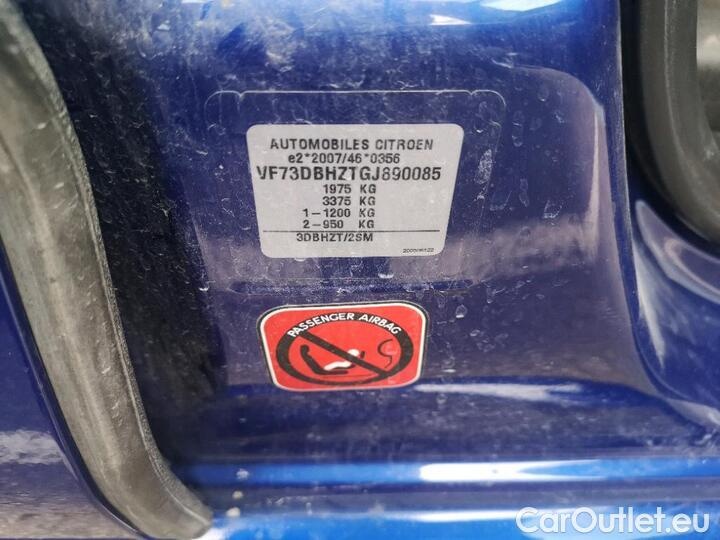 AUTOMOBILES CITROEN
e2*2007/46*0356
VF73DBHZTGJ890085
1975 KG
3375 KG
1-1200 KG
2-950 KG
3DBHZT/2SM
PASSENGER AIRBAG
CarOutlet.eu